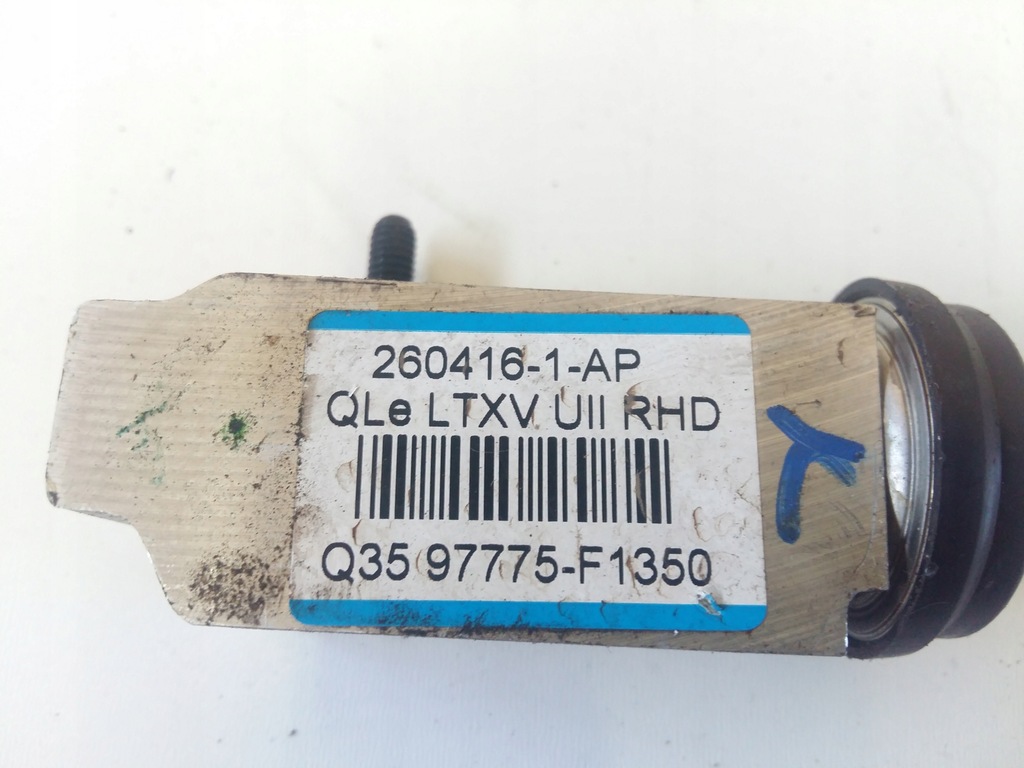 260416-1-AP
QLe LTXV UII RHD
Q35 97775-F1350